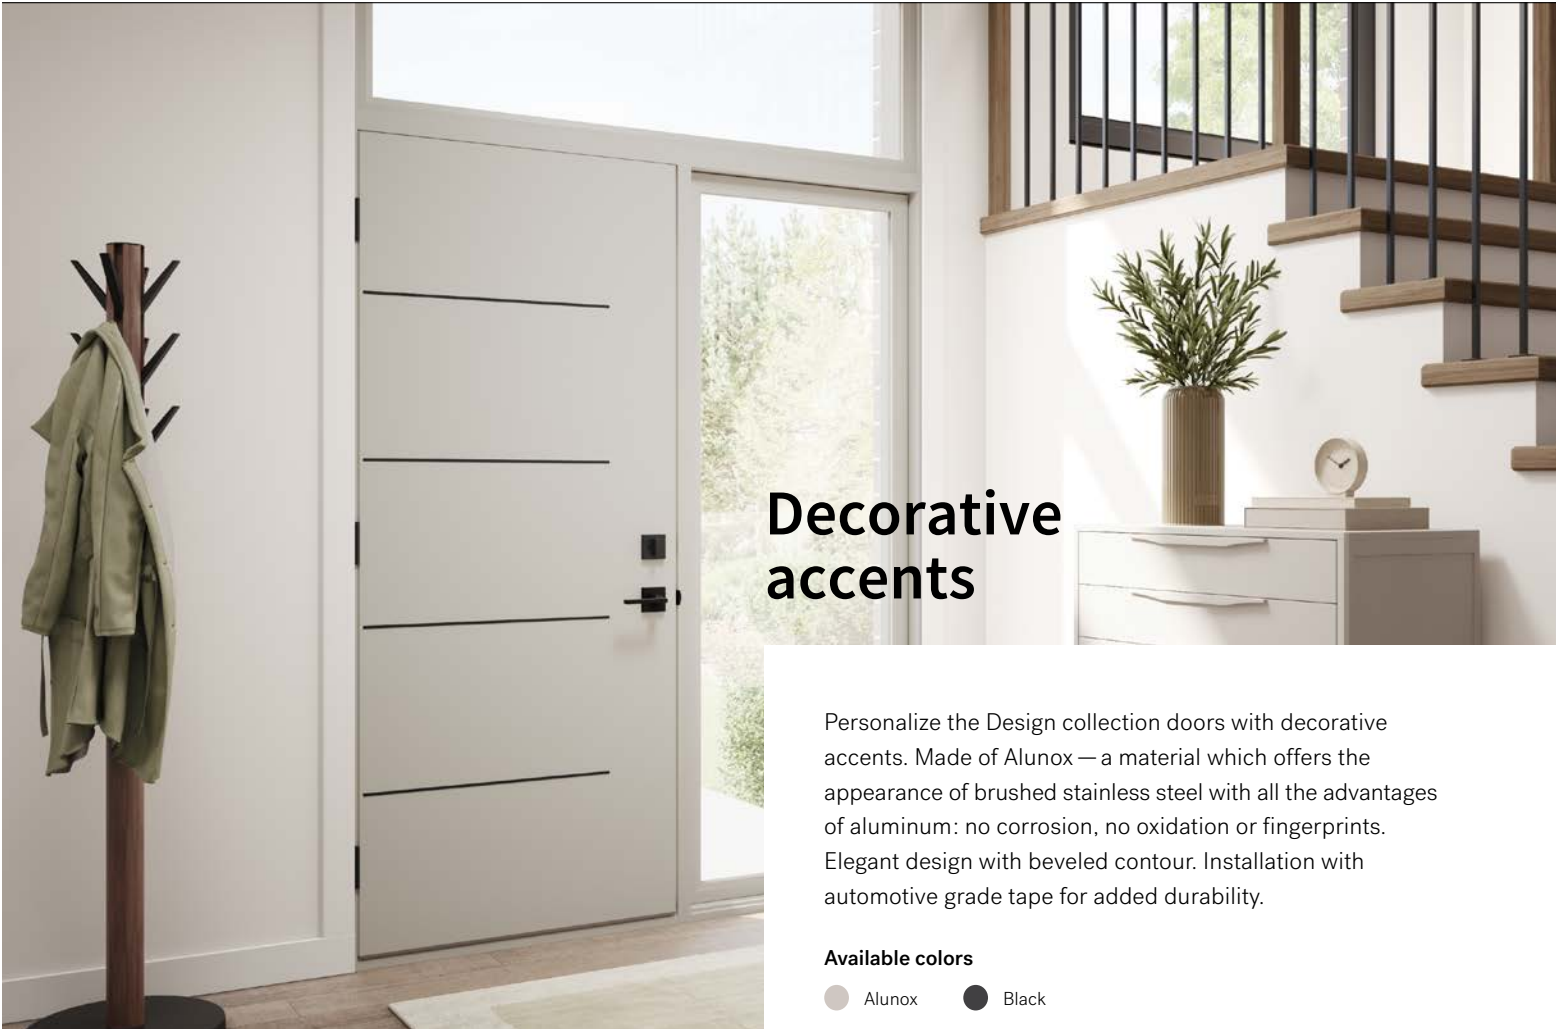 Decorative
accents
Personalize the Design collection doors with decorative
accents. Made of Alunox — a material which offers the
appearance of brushed stainless steel with all the advantages
of aluminum: no corrosion, no oxidation or fingerprints.
Elegant design with beveled contour. Installation with
automotive grade tape for added durability.
Available colors
Alunox Black